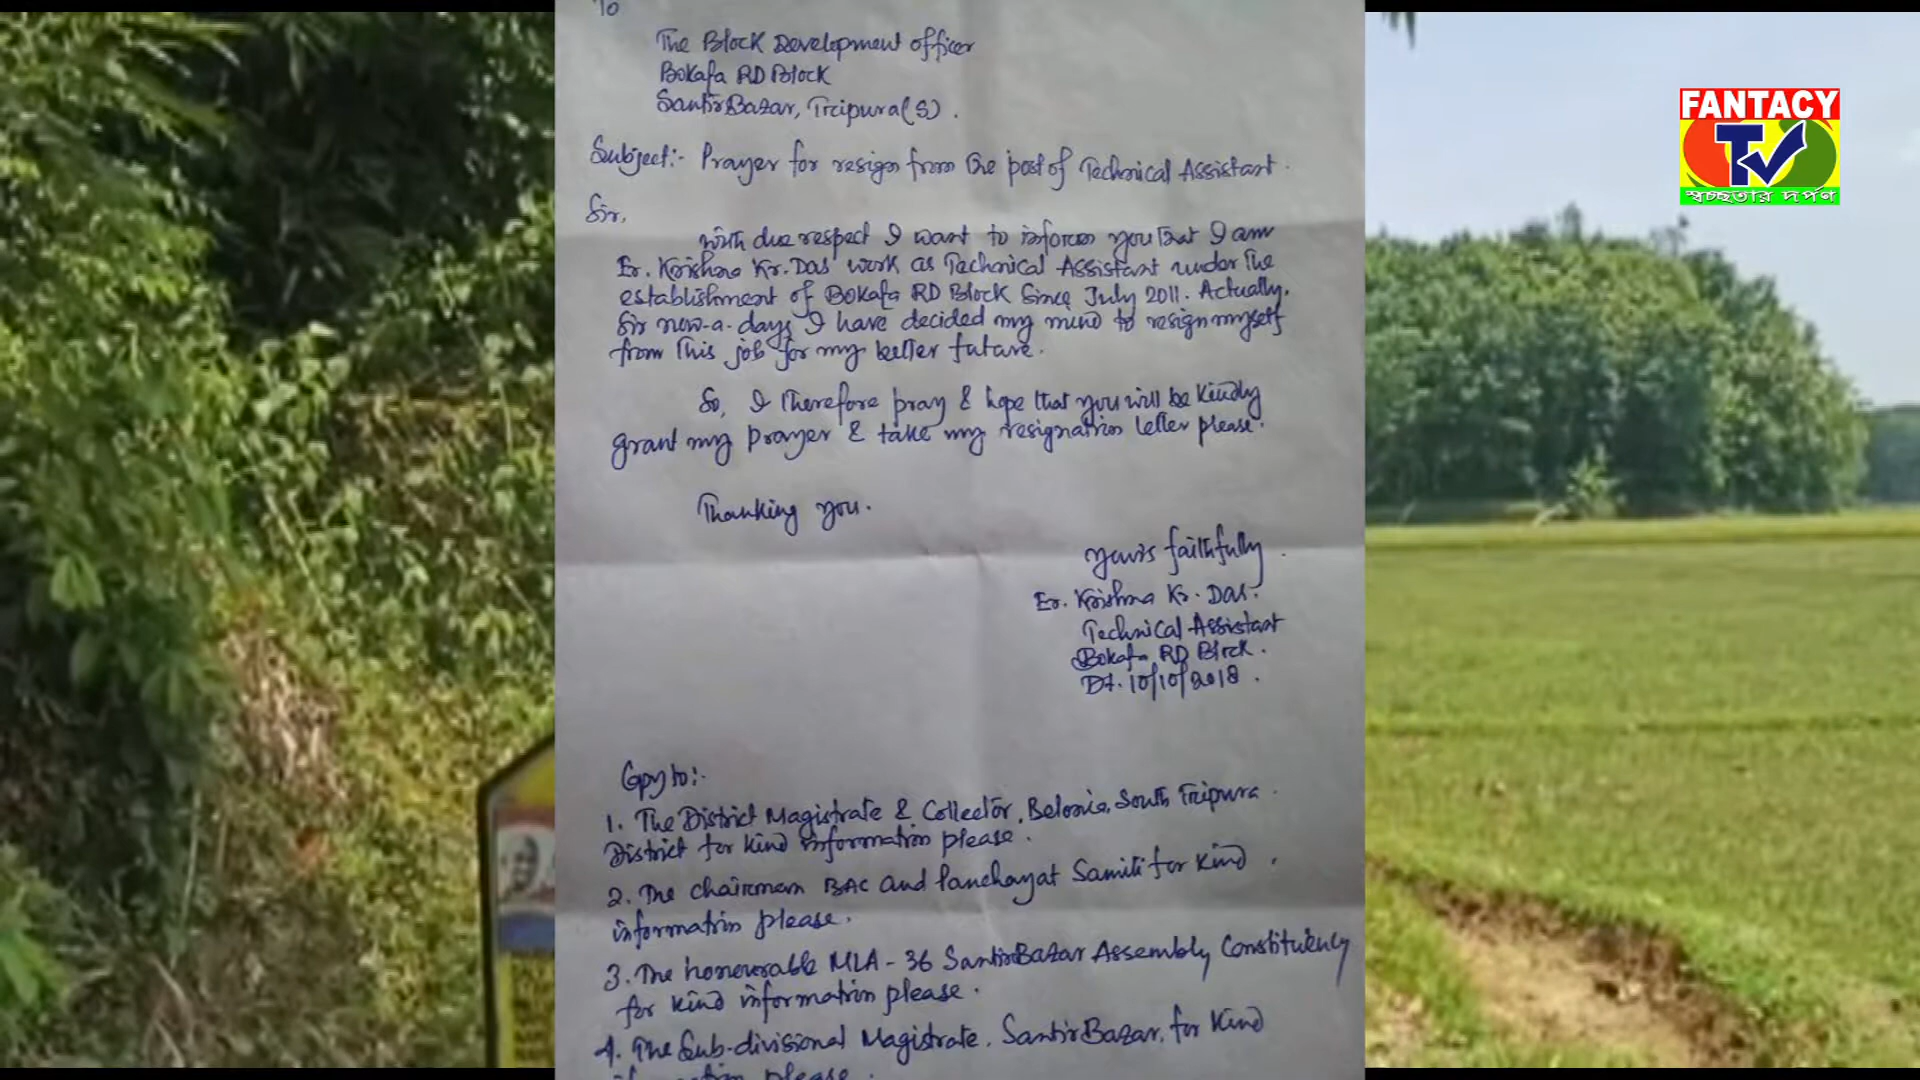 To
The Block Development officer
Bokafa RD Block
SantirBazar, Tripura(S).
Subject:- Prayer for resign from the post of Technical Assistant.
Sir,
With due respect I want to inform you that I am
Er. Krishna Kr. Das work as Technical Assistant under the
establishment of Bokafa RD Block Since July 2011. Actually,
Sir now-a-days I have decided my mind to resign myself
from this job for my better future.
So, I therefore pray & hope that you will be kindly
grant my prayer & take my resignation letter please.
Thanking you.
Yours faithfully
Er. Krishna Kr. Das.
Technical Assistant
Bokafa RD Block.
Dt. 10/10/2018.
Copy to:-
1. The District Magistrate & Collector, Belonia, South Tripura
District for kind information please.
2. The chairman BAC and Panchayat Samiti for kind
information please.
3. The honourable MLA - 36 SantirBazar Assembly Constituency
for kind information please.
4. The Sub-divisional Magistrate, SantirBazar, for kind
information please.
FANTACY
TV
স্বচ্ছতার দর্পণ